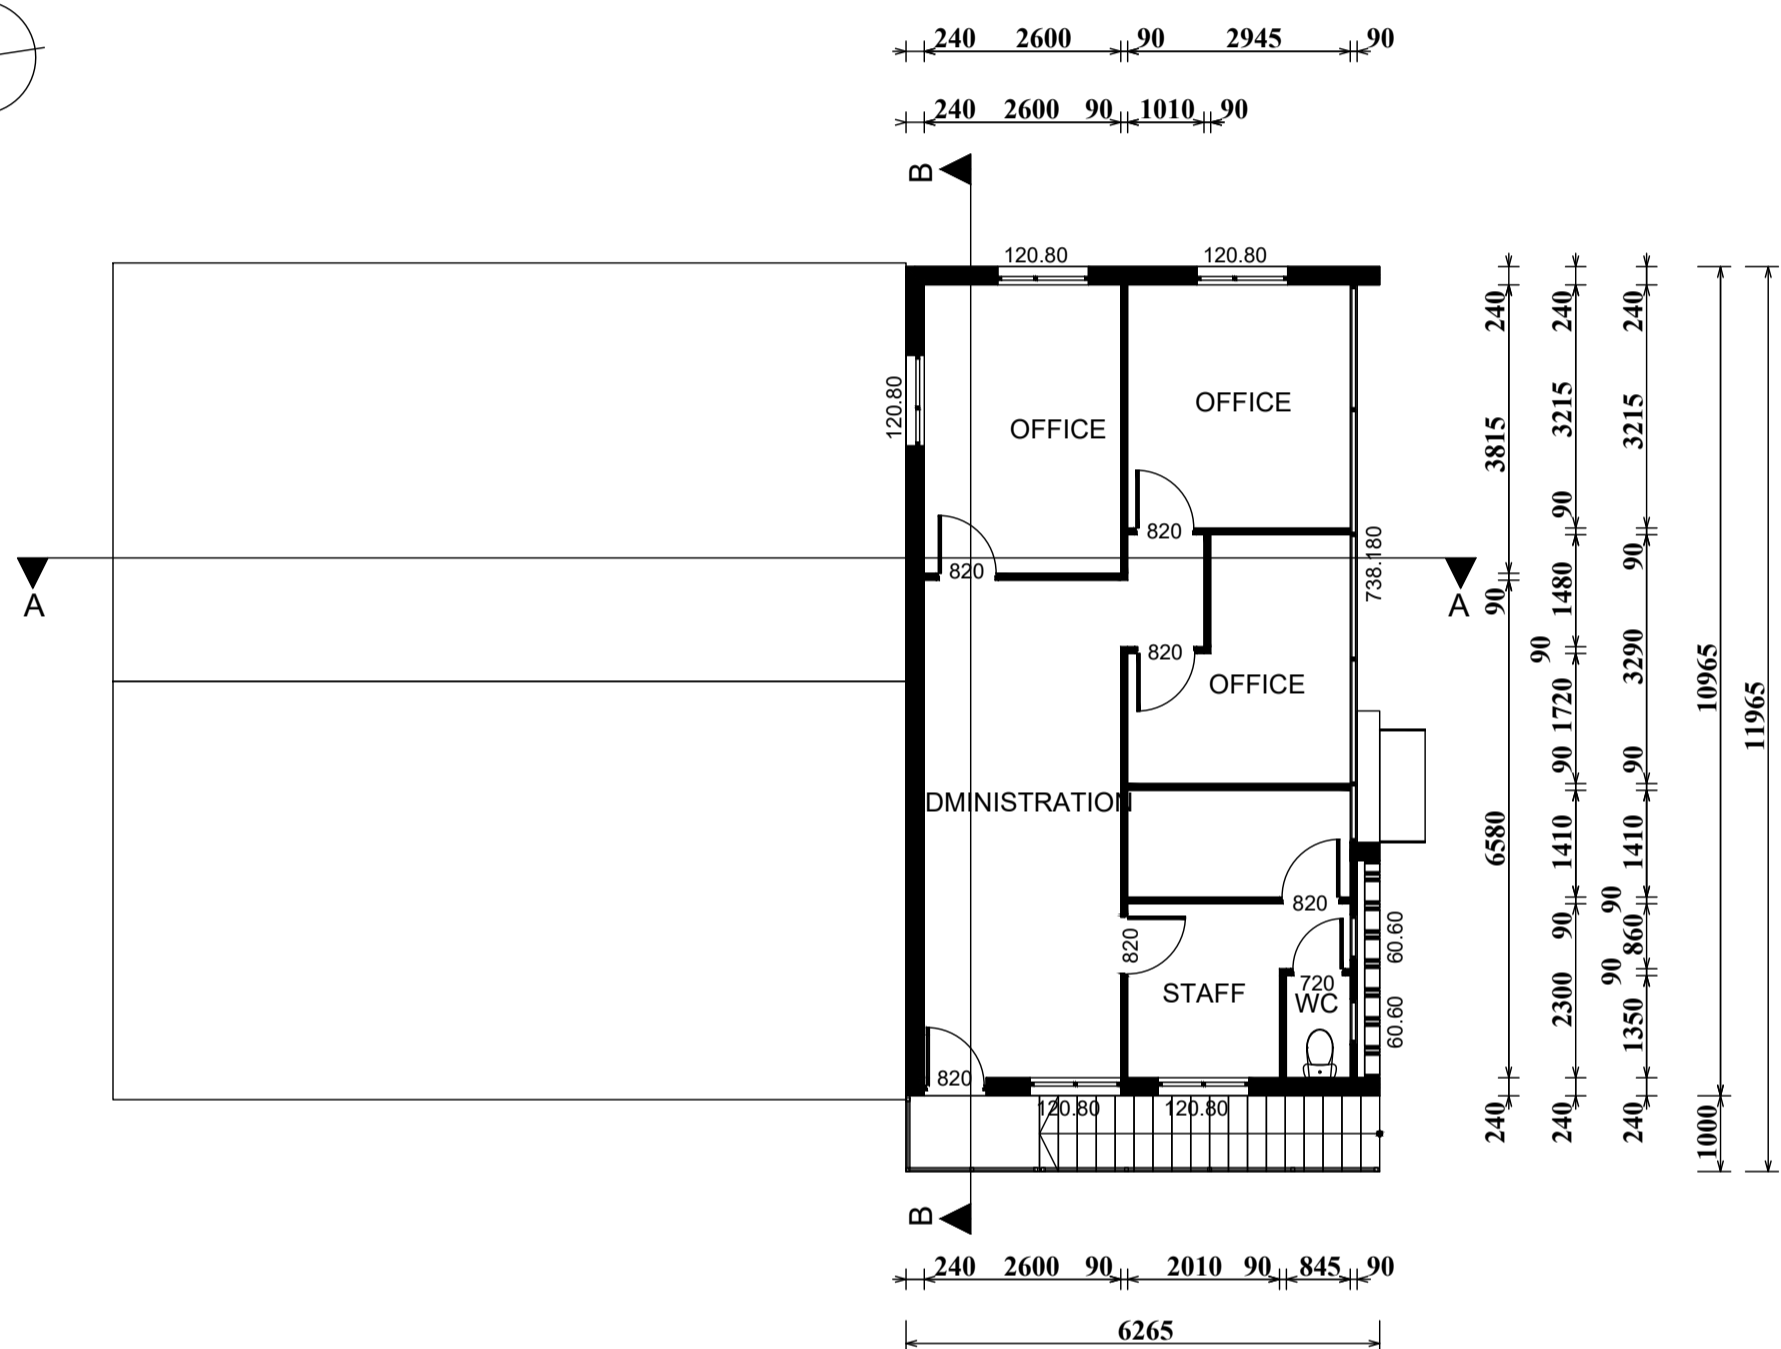 240 2600 90 2945 90
240 2600 90 1010 90
B
120.80 120.80
120.80
OFFICE
OFFICE
820
820
A
A
738.180
820
OFFICE
DMINISTRATION
820
820
STAFF
720
WC
60.60
60.60
820
120.80 120.80
B
240 3815 90 6580 240
240 3215 90 1480 90 1720 90 1410 90 2300 240
240 3215 90 3290 90 1410 90 860 90 1350 240
10965 1000
11965
240 2600 90 2010 90 845 90
6265